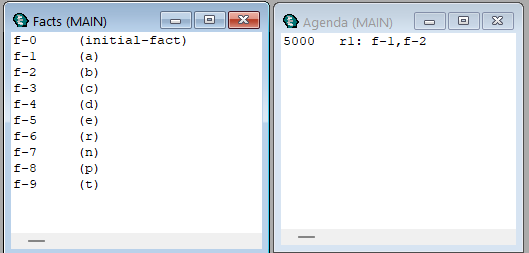 Facts (MAIN)
f-0 (initial-fact)
f-1 (a)
f-2 (b)
f-3 (c)
f-4 (d)
f-5 (e)
f-6 (r)
f-7 (n)
f-8 (p)
f-9 (t)
Agenda (MAIN)
5000 r1: f-1,f-2